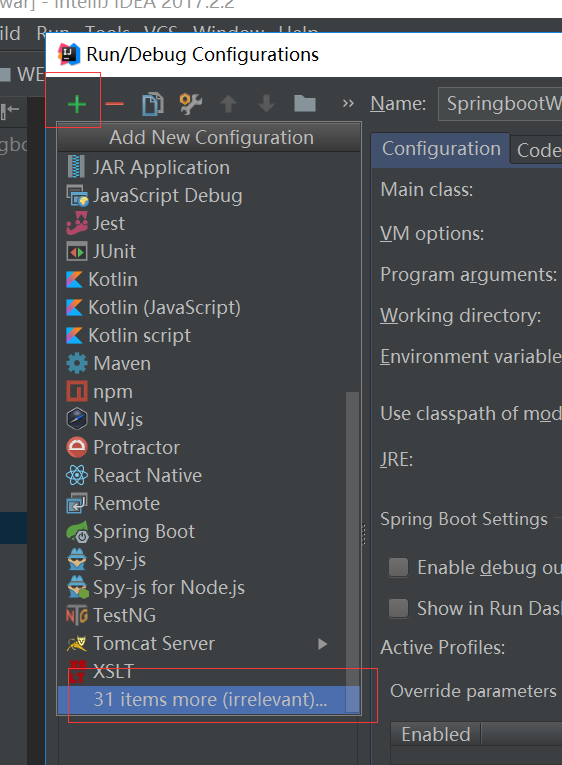 war] - IntelliJ IDEA 2017.2.2
ild Run Tools VCS Window Help
WE
Run/Debug Configurations
Name: SpringbootW
Add New Configuration
JAR Application
JavaScript Debug
Jest
JUnit
Kotlin
Kotlin (JavaScript)
Kotlin script
Maven
npm
NW.js
Protractor
React Native
Remote
Spring Boot
Spy-js
Spy-js for Node.js
TestNG
Tomcat Server
XSLT
31 items more (irrelevant)...
Configuration Code
Main class:
VM options:
Program arguments:
Working directory:
Environment variable
Use classpath of mod
JRE:
Spring Boot Settings
Enable debug ou
Show in Run Das
Active Profiles:
Override parameters
Enabled